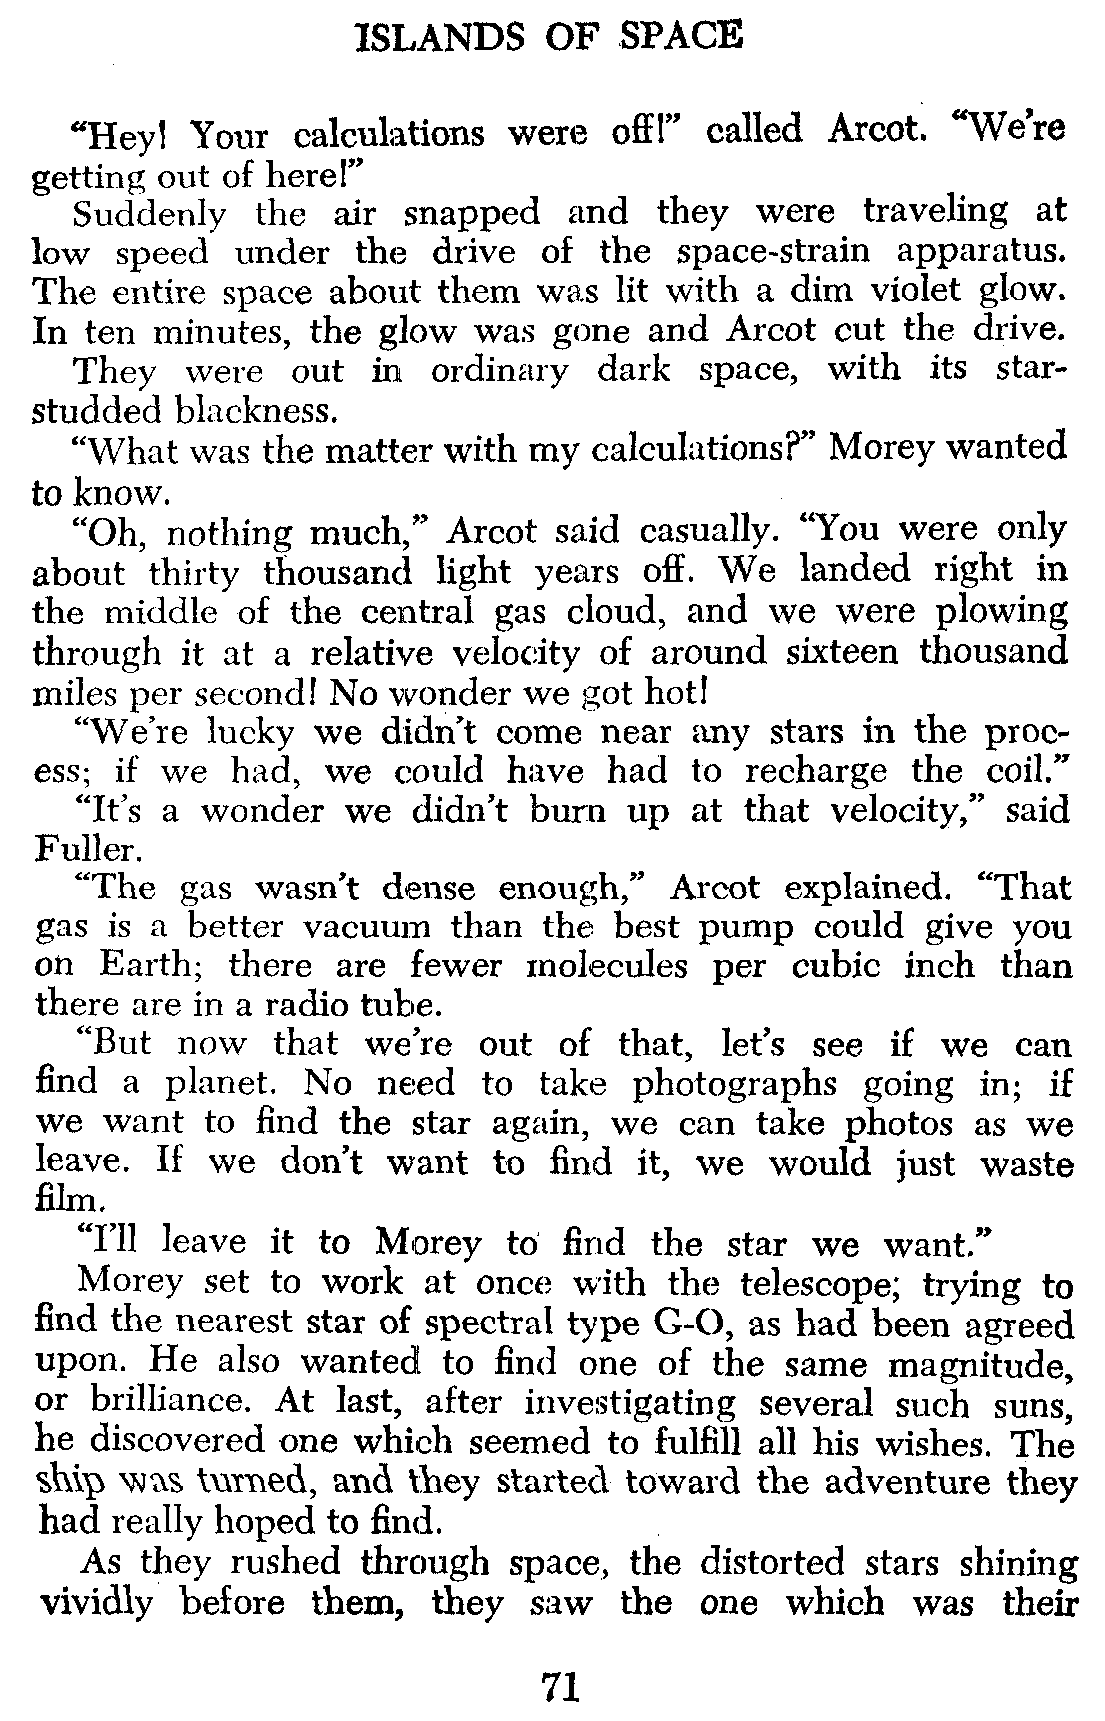 ISLANDS OF SPACE
“Hey! Your calculations were off!” called Arcot. “We're
getting out of here!”
Suddenly the air snapped and they were traveling at
low speed under the drive of the space-strain apparatus.
The entire space about them was lit with a dim violet glow.
In ten minutes, the glow was gone and Arcot cut the drive.
They were out in ordinary dark space, with its star-
studded blackness.
“What was the matter with my calculations?” Morey wanted
to know.
“Oh, nothing much,” Arcot said casually. “You were only
about thirty thousand light years off. We landed right in
the middle of the central gas cloud, and we were plowing
through it at a relative velocity of around sixteen thousand
miles per second! No wonder we got hot!
“We're lucky we didn't come near any stars in the proc-
ess; if we had, we could have had to recharge the coil.”
“It's a wonder we didn't burn up at that velocity,” said
Fuller.
“The gas wasn't dense enough,” Arcot explained. “That
gas is a better vacuum than the best pump could give you
on Earth; there are fewer molecules per cubic inch than
there are in a radio tube.
“But now that we're out of that, let's see if we can
find a planet. No need to take photographs going in; if
we want to find the star again, we can take photos as we
leave. If we don't want to find it, we would just waste
film.
“I'll leave it to Morey to find the star we want.”
Morey set to work at once with the telescope; trying to
find the nearest star of spectral type G-O, as had been agreed
upon. He also wanted to find one of the same magnitude,
or brilliance. At last, after investigating several such suns,
he discovered one which seemed to fulfill all his wishes. The
ship was turned, and they started toward the adventure they
had really hoped to find.
As they rushed through space, the distorted stars shining
vividly before them, they saw the one which was their
71